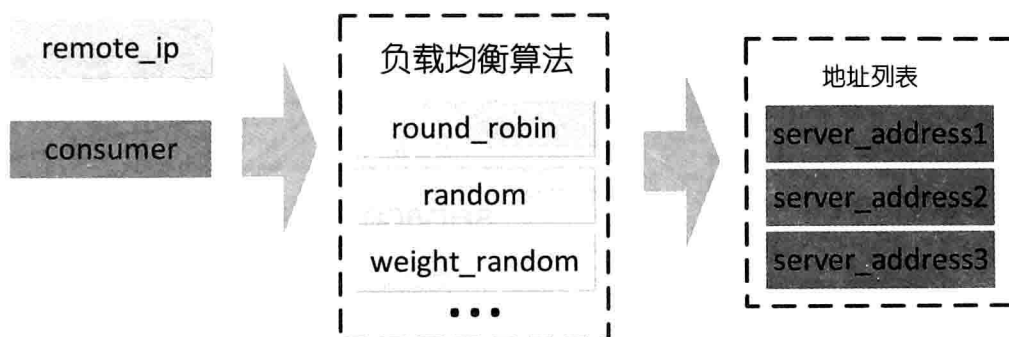 remote_ip
consumer
负载均衡算法
round_robin
random
weight_random
...
地址列表
server_address1
server_address2
server_address3